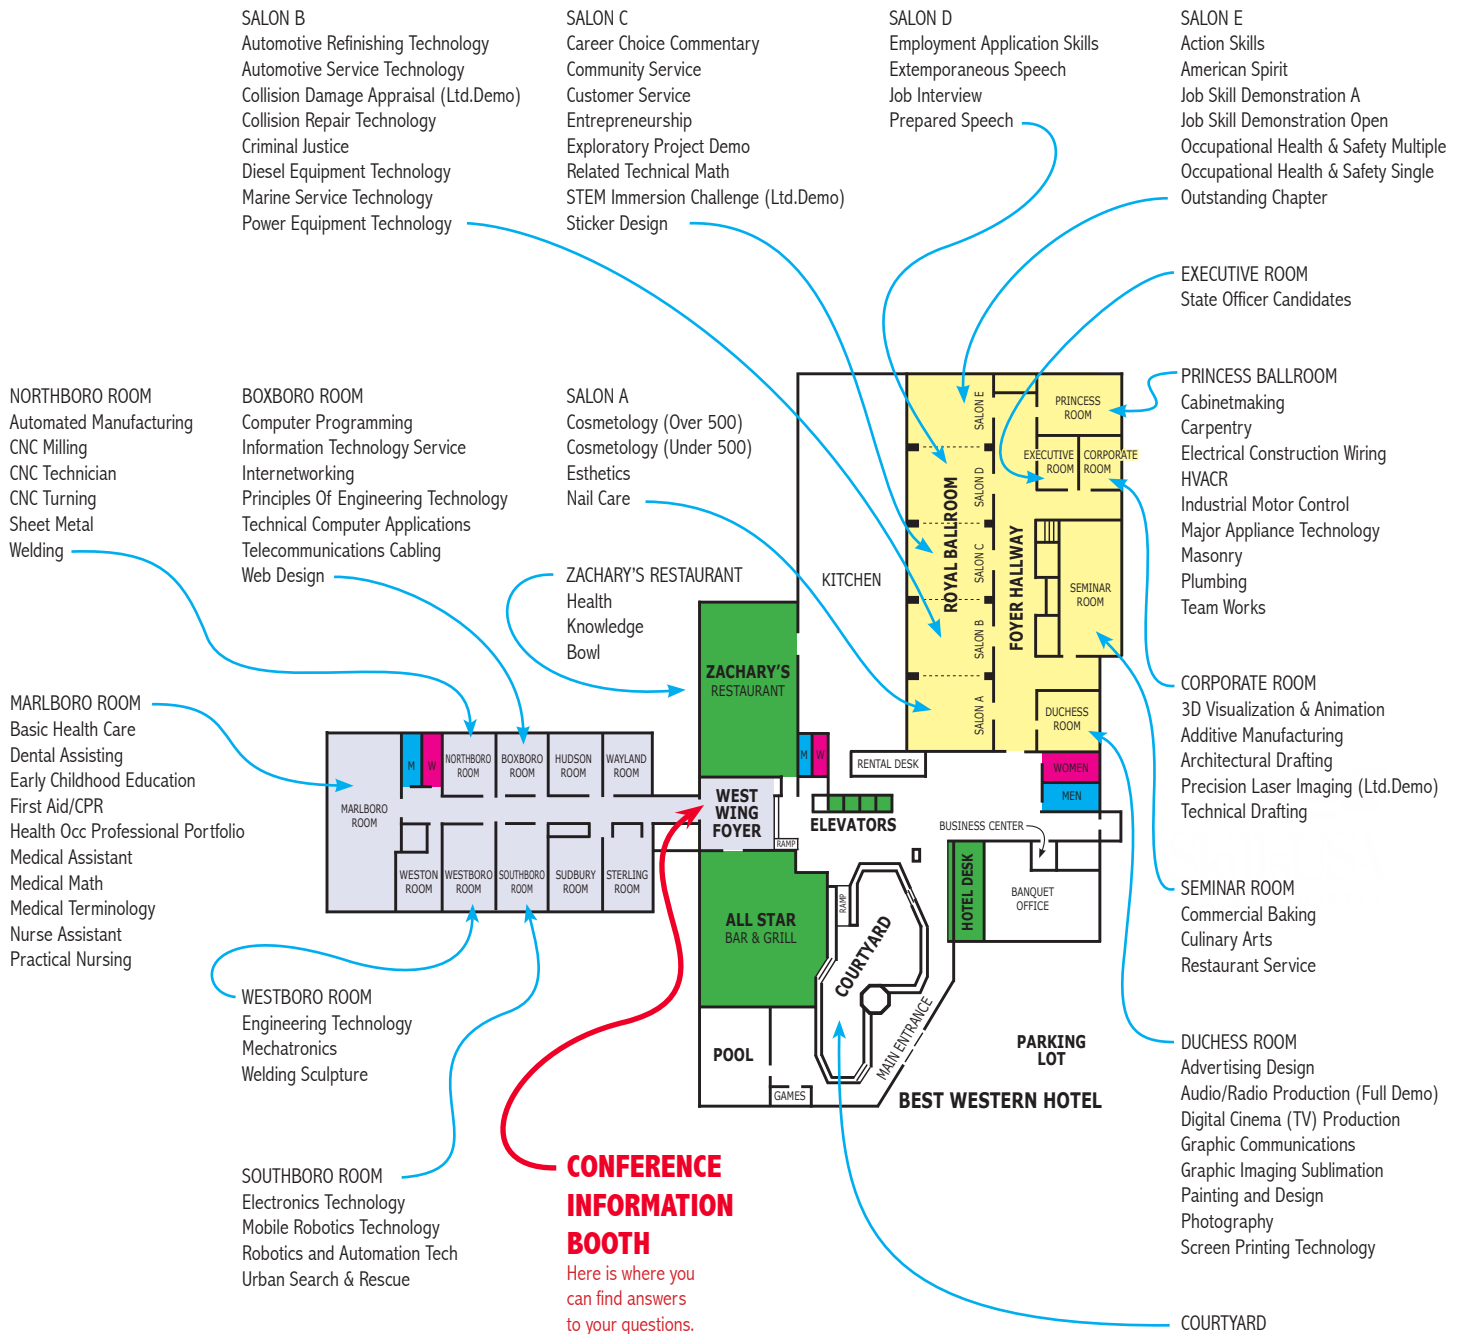 SALON B
Automotive Refinishing Technology
Automotive Service Technology
Collision Damage Appraisal (Ltd.Demo)
Collision Repair Technology
Criminal Justice
Diesel Equipment Technology
Marine Service Technology
Power Equipment Technology
SALON C
Career Choice Commentary
Community Service
Customer Service
Entrepreneurship
Exploratory Project Demo
Related Technical Math
STEM Immersion Challenge (Ltd.Demo)
Sticker Design
SALON D
Employment Application Skills
Extemporaneous Speech
Job Interview
Prepared Speech
SALON E
Action Skills
American Spirit
Job Skill Demonstration A
Job Skill Demonstration Open
Occupational Health & Safety Multiple
Occupational Health & Safety Single
Outstanding Chapter
EXECUTIVE ROOM
State Officer Candidates
NORTHBORO ROOM
Automated Manufacturing
CNC Milling
CNC Technician
CNC Turning
Sheet Metal
Welding
BOXBORO ROOM
Computer Programming
Information Technology Service
Internetworking
Principles Of Engineering Technology
Technical Computer Applications
Telecommunications Cabling
Web Design
SALON A
Cosmetology (Over 500)
Cosmetology (Under 500)
Esthetics
Nail Care
ZACHARY'S RESTAURANT
Health
Knowledge
Bowl
PRINCESS BALLROOM
Cabinetmaking
Carpentry
Electrical Construction Wiring
HVACR
Industrial Motor Control
Major Appliance Technology
Masonry
Plumbing
Team Works
MARLBORO ROOM
Basic Health Care
Dental Assisting
Early Childhood Education
First Aid/CPR
Health Occ Professional Portfolio
Medical Assistant
Medical Math
Medical Terminology
Nurse Assistant
Practical Nursing
CORPORATE ROOM
3D Visualization & Animation
Additive Manufacturing
Architectural Drafting
Precision Laser Imaging (Ltd.Demo)
Technical Drafting
SEMINAR ROOM
Commercial Baking
Culinary Arts
Restaurant Service
WESTBORO ROOM
Engineering Technology
Mechatronics
Welding Sculpture
DUCHESS ROOM
Advertising Design
Audio/Radio Production (Full Demo)
Digital Cinema (TV) Production
Graphic Communications
Graphic Imaging Sublimation
Painting and Design
Photography
Screen Printing Technology
SOUTHBORO ROOM
Electronics Technology
Mobile Robotics Technology
Robotics and Automation Tech
Urban Search & Rescue
CONFERENCE
INFORMATION
BOOTH
Here is where you
can find answers
to your questions.
COURTYARD
KITCHEN
ROYAL BALLROOM
SALON E
SALON D
SALON C
SALON B
SALON A
FOYER HALLWAY
PRINCESS
ROOM
EXECUTIVE
ROOM
CORPORATE
ROOM
SEMINAR
ROOM
DUCHESS
ROOM
WOMEN
MEN
RENTAL DESK
ZACHARY'S
RESTAURANT
M
W
WEST
WING
FOYER
RAMP
ELEVATORS
BUSINESS CENTER
HOTEL DESK
BANQUET
OFFICE
MARLBORO
ROOM
M
W
NORTHBORO
ROOM
BOXBORO
ROOM
HUDSON
ROOM
WAYLAND
ROOM
WESTON
ROOM
WESTBORO
ROOM
SOUTHBORO
ROOM
SUDBURY
ROOM
STERLING
ROOM
ALL STAR
BAR & GRILL
RAMP
COURTYARD
POOL
GAMES
MAIN ENTRANCE
PARKING
LOT
BEST WESTERN HOTEL